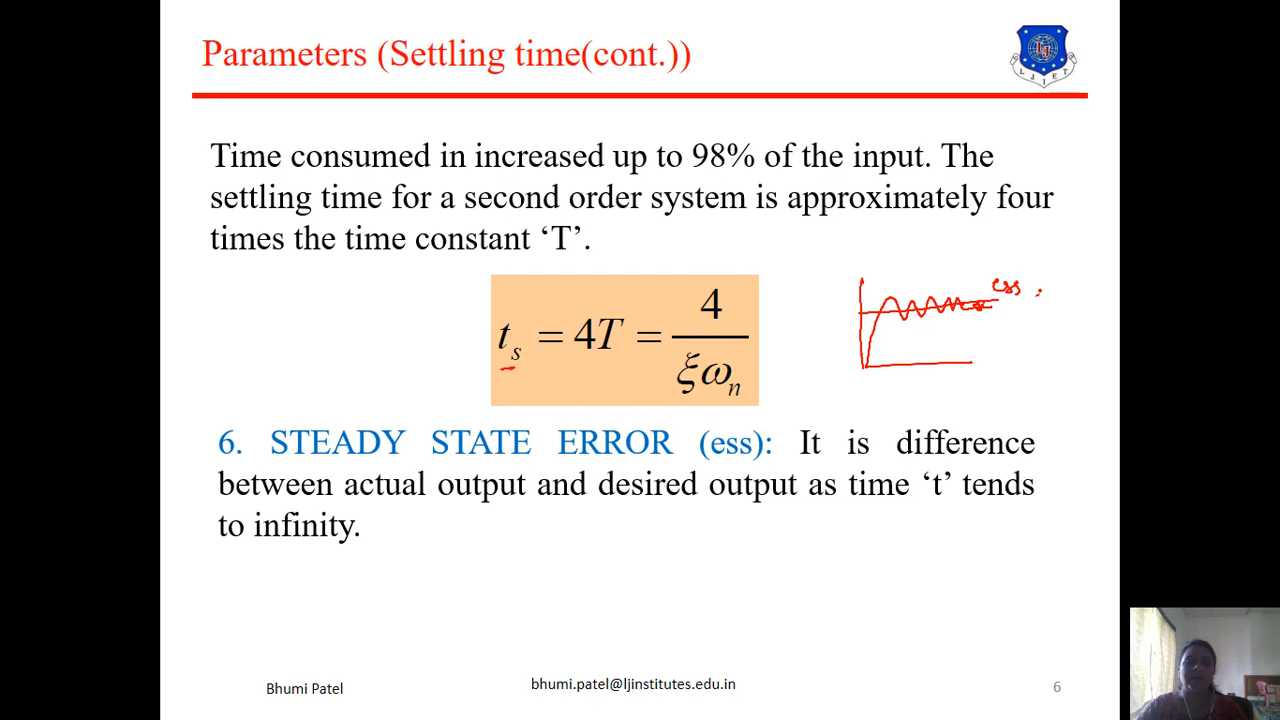 Parameters (Settling time(cont.))
LJIET
Time consumed in increased up to 98% of the input. The
settling time for a second order system is approximately four
times the time constant ‘T’.
ess
t_s = 4T = 4/(ξω_n)
6. STEADY STATE ERROR (ess): It is difference
between actual output and desired output as time ‘t’ tends
to infinity.
Bhumi Patel
bhumi.patel@ljinstitutes.edu.in
6